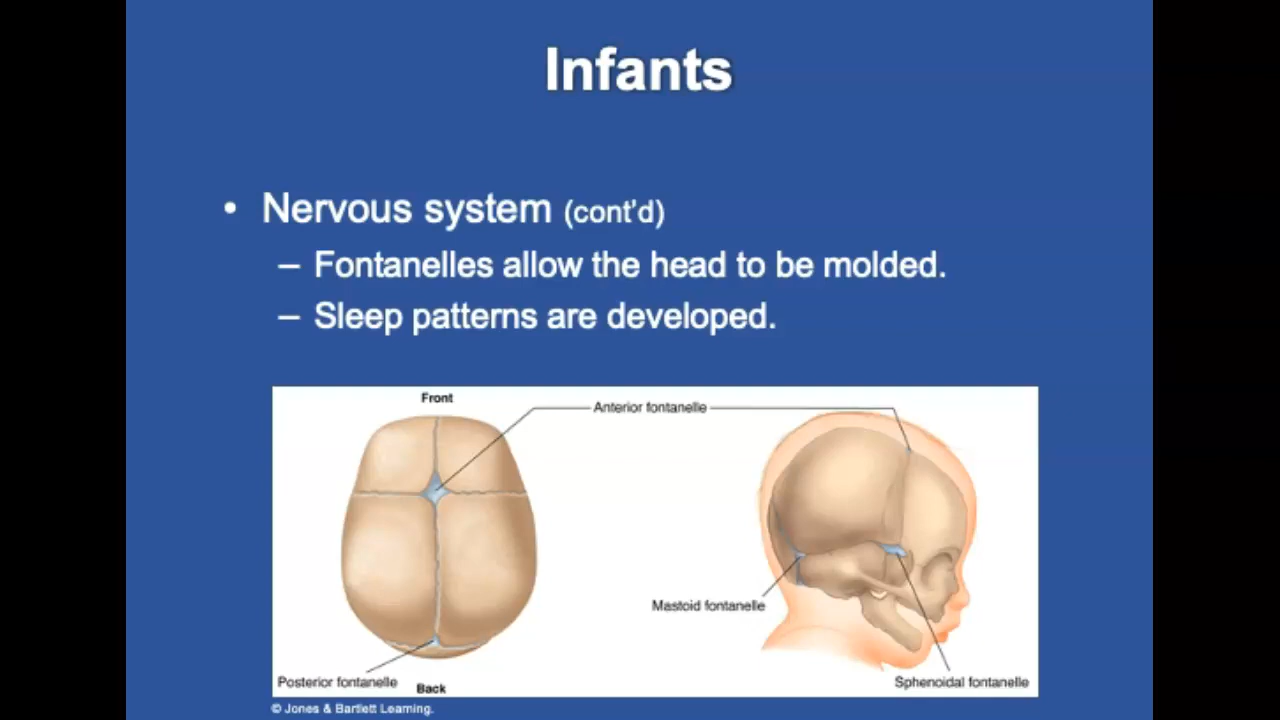 Infants
• Nervous system (cont’d)
– Fontanelles allow the head to be molded.
– Sleep patterns are developed.
Front
Anterior fontanelle
Mastoid fontanelle
Posterior fontanelle
Back
Sphenoidal fontanelle
© Jones & Bartlett Learning.